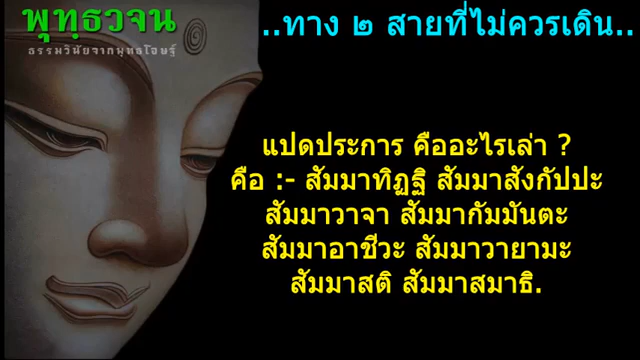 พุทธวจน
ธรรมวินัยจากพุทธโอษฐ์
..ทาง ๒ สายที่ไม่ควรเดิน..
แปดประการ คืออะไรเล่า ?
คือ :- สัมมาทิฏฐิ สัมมาสังกัปปะ
สัมมาวาจา สัมมากัมมันตะ
สัมมาอาชีวะ สัมมาวายามะ
สัมมาสติ สัมมาสมาธิ.